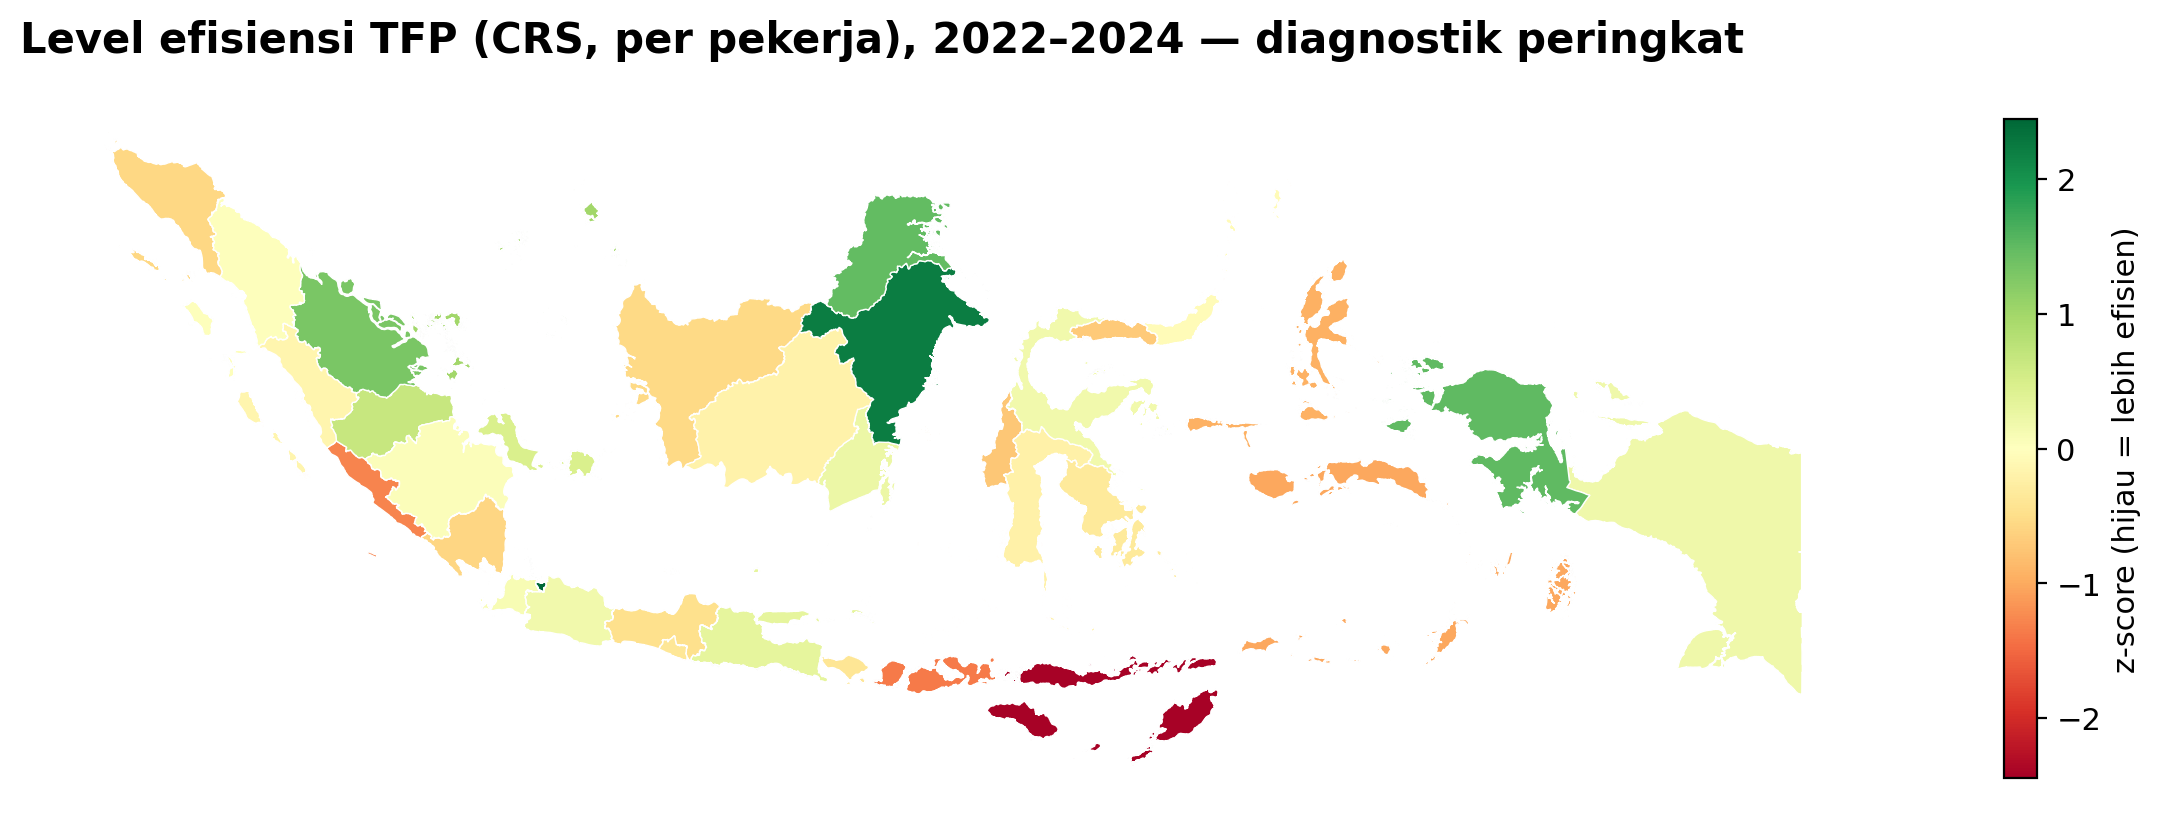 Level efisiensi TFP (CRS, per pekerja), 2022–2024 — diagnostik peringkat
2
1
0
−1
−2
z-score (hijau = lebih efisien)